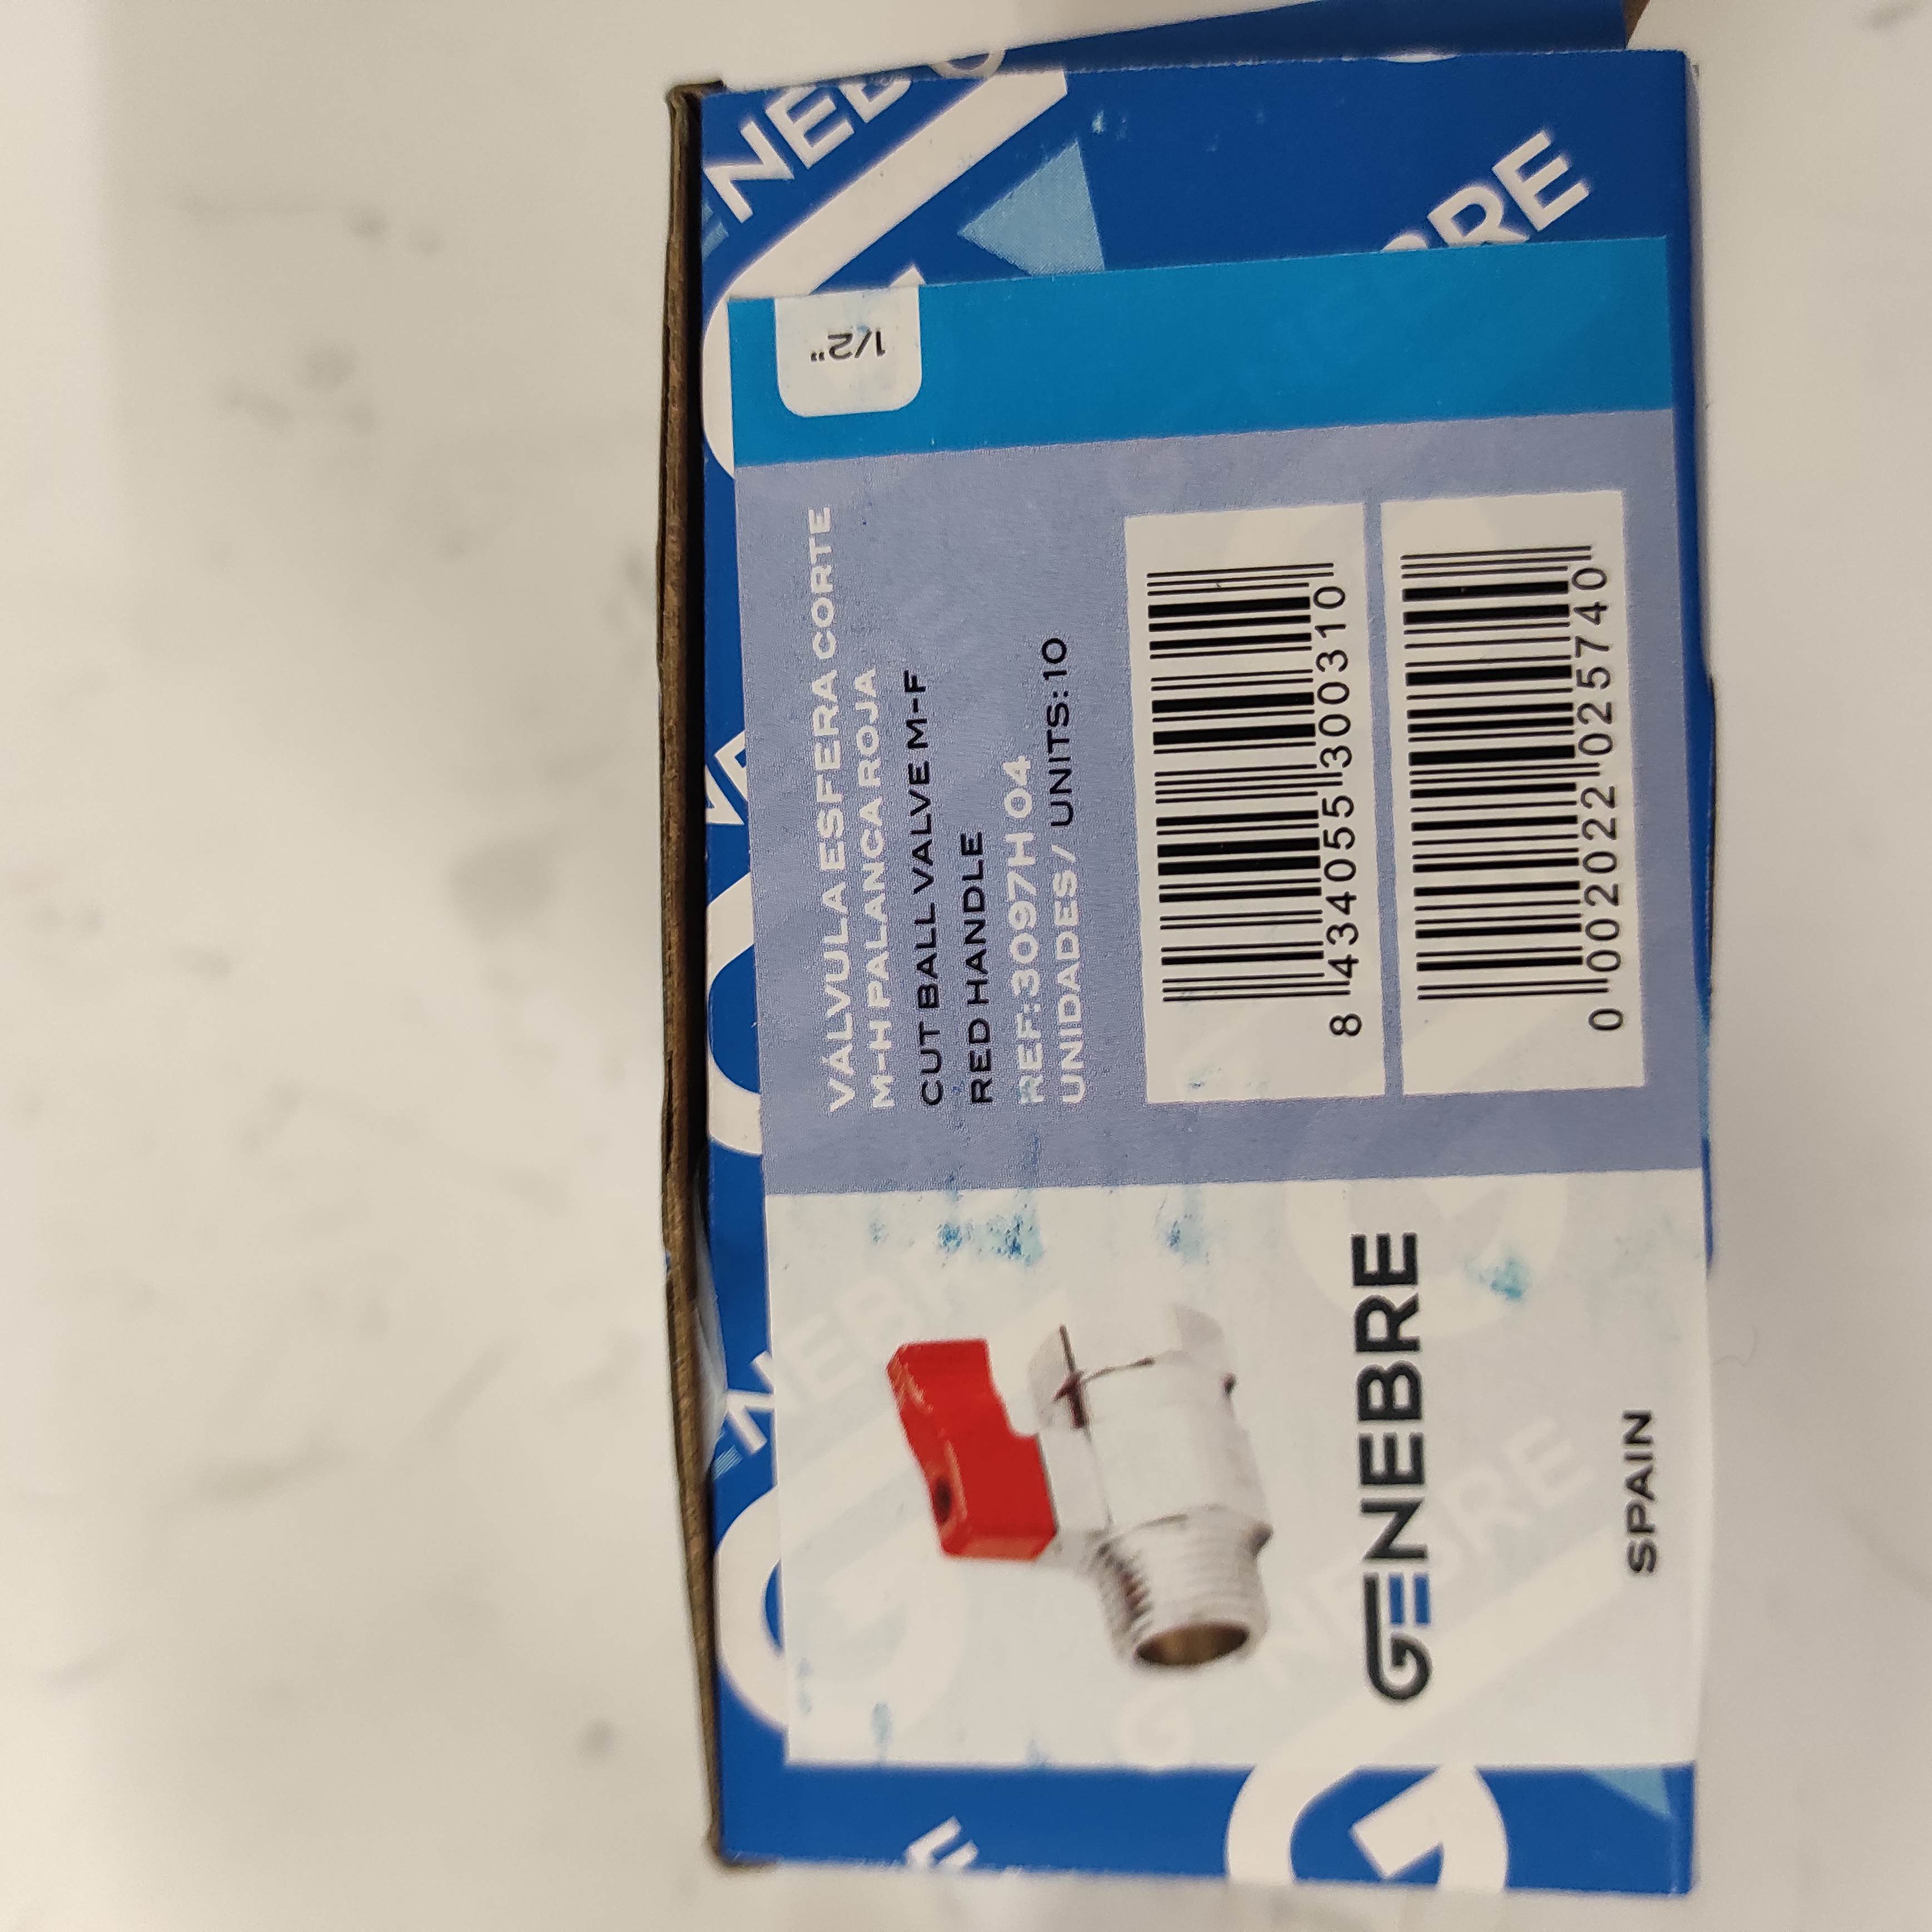 1/2"
VÁLVULA ESFERA CORTE
M-H PALANCA ROJA
CUT BALL VALVE M-F
RED HANDLE
REF:3097H 04
UNIDADES / UNITS:10
8 434055 300310
0 002022 025740
GENEBRE
SPAIN